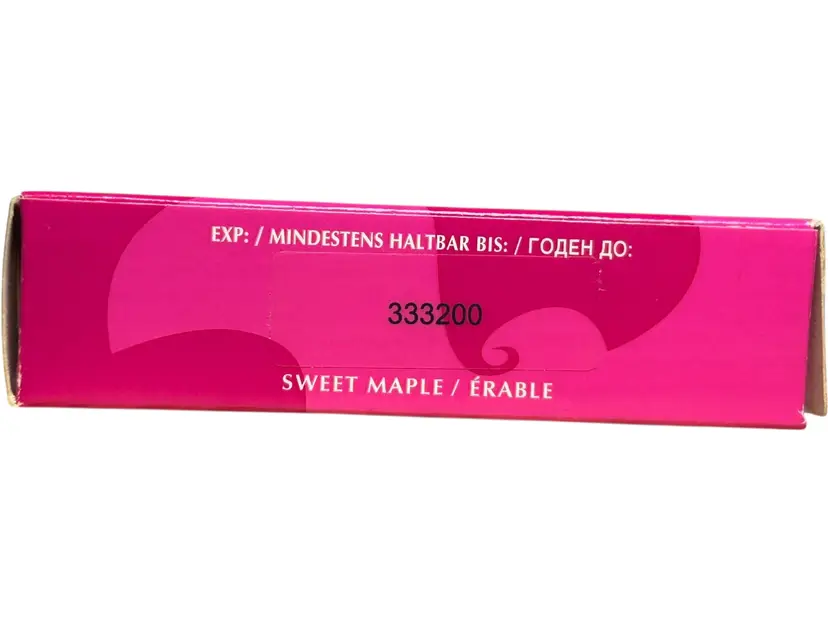 EXP: / MINDESTENS HALTBAR BIS: / ГОДЕН ДО:
333200
SWEET MAPLE / ÉRABLE